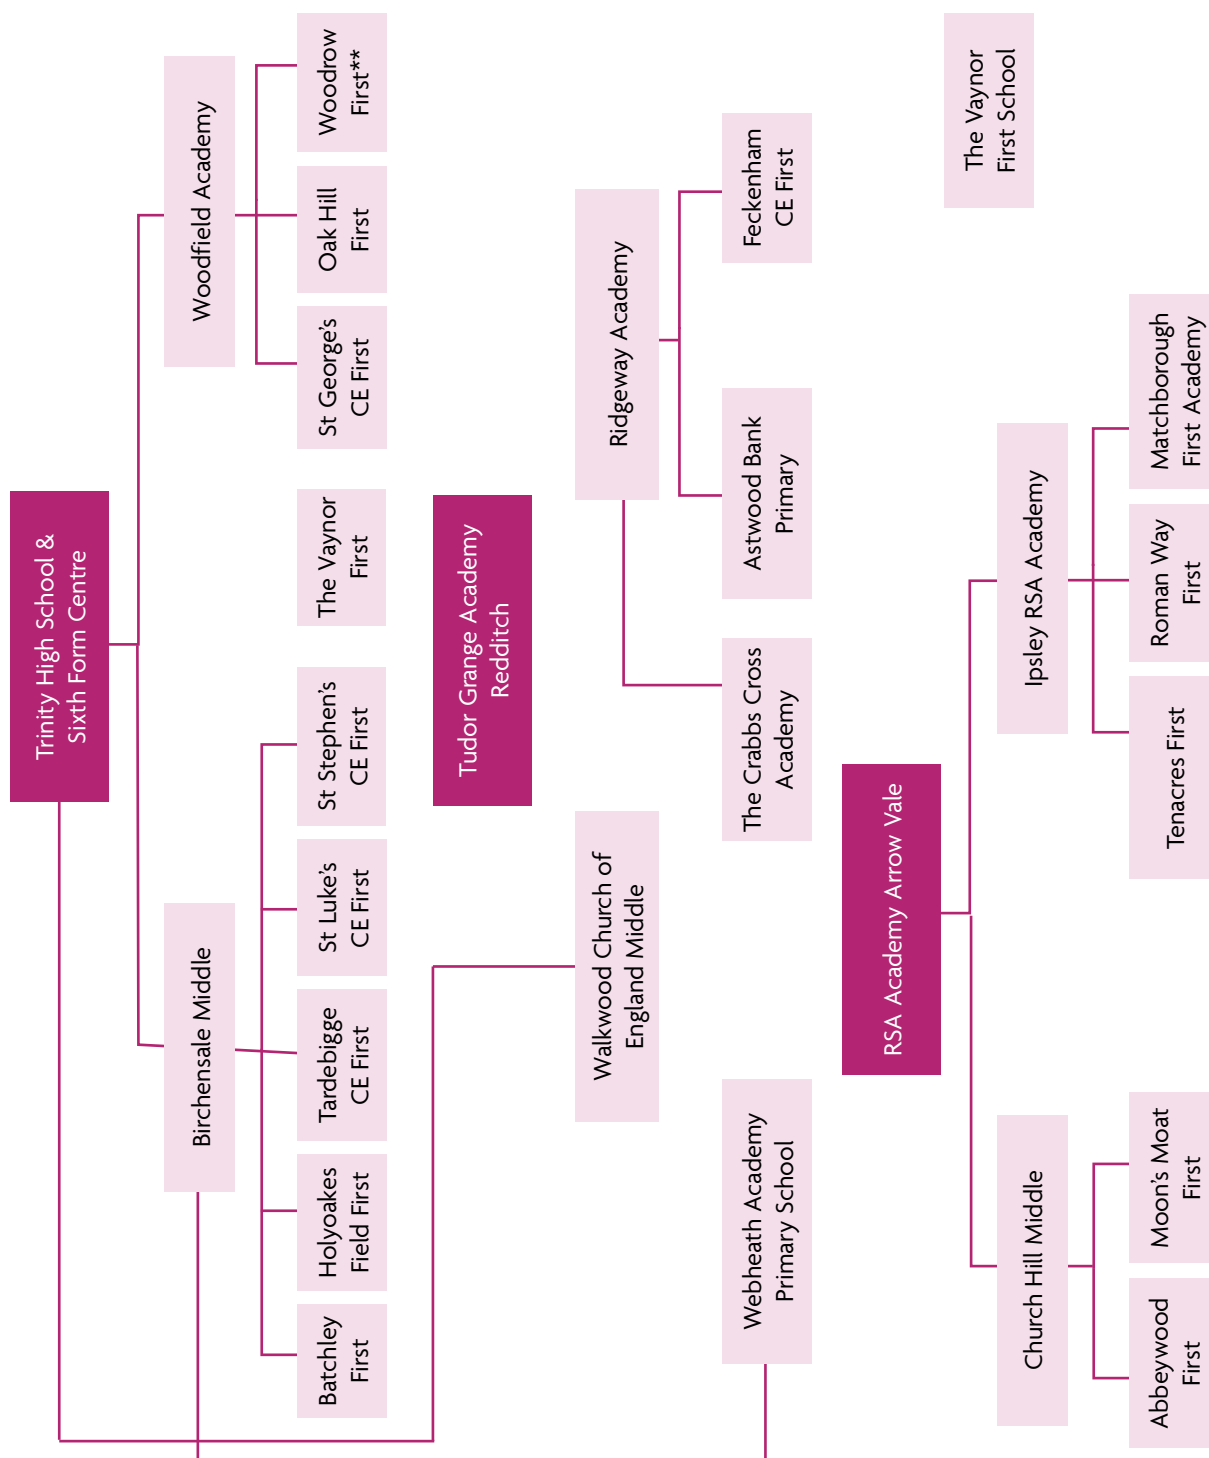 Trinity High School &
Sixth Form Centre
Birchensale Middle
Woodfield Academy
Batchley
First
Holyoakes
Field First
Tardebigge
CE First
St Luke's
CE First
St Stephen's
CE First
The Vaynor
First
St George's
CE First
Oak Hill
First
Woodrow
First**
Tudor Grange Academy
Redditch
Walkwood Church of
England Middle
Ridgeway Academy
Webheath Academy
Primary School
The Crabbs Cross
Academy
Astwood Bank
Primary
Feckenham
CE First
RSA Academy Arrow Vale
The Vaynor
First School
Church Hill Middle
Ipsley RSA Academy
Abbeywood
First
Moon's Moat
First
Tenacres First
Roman Way
First
Matchborough
First Academy